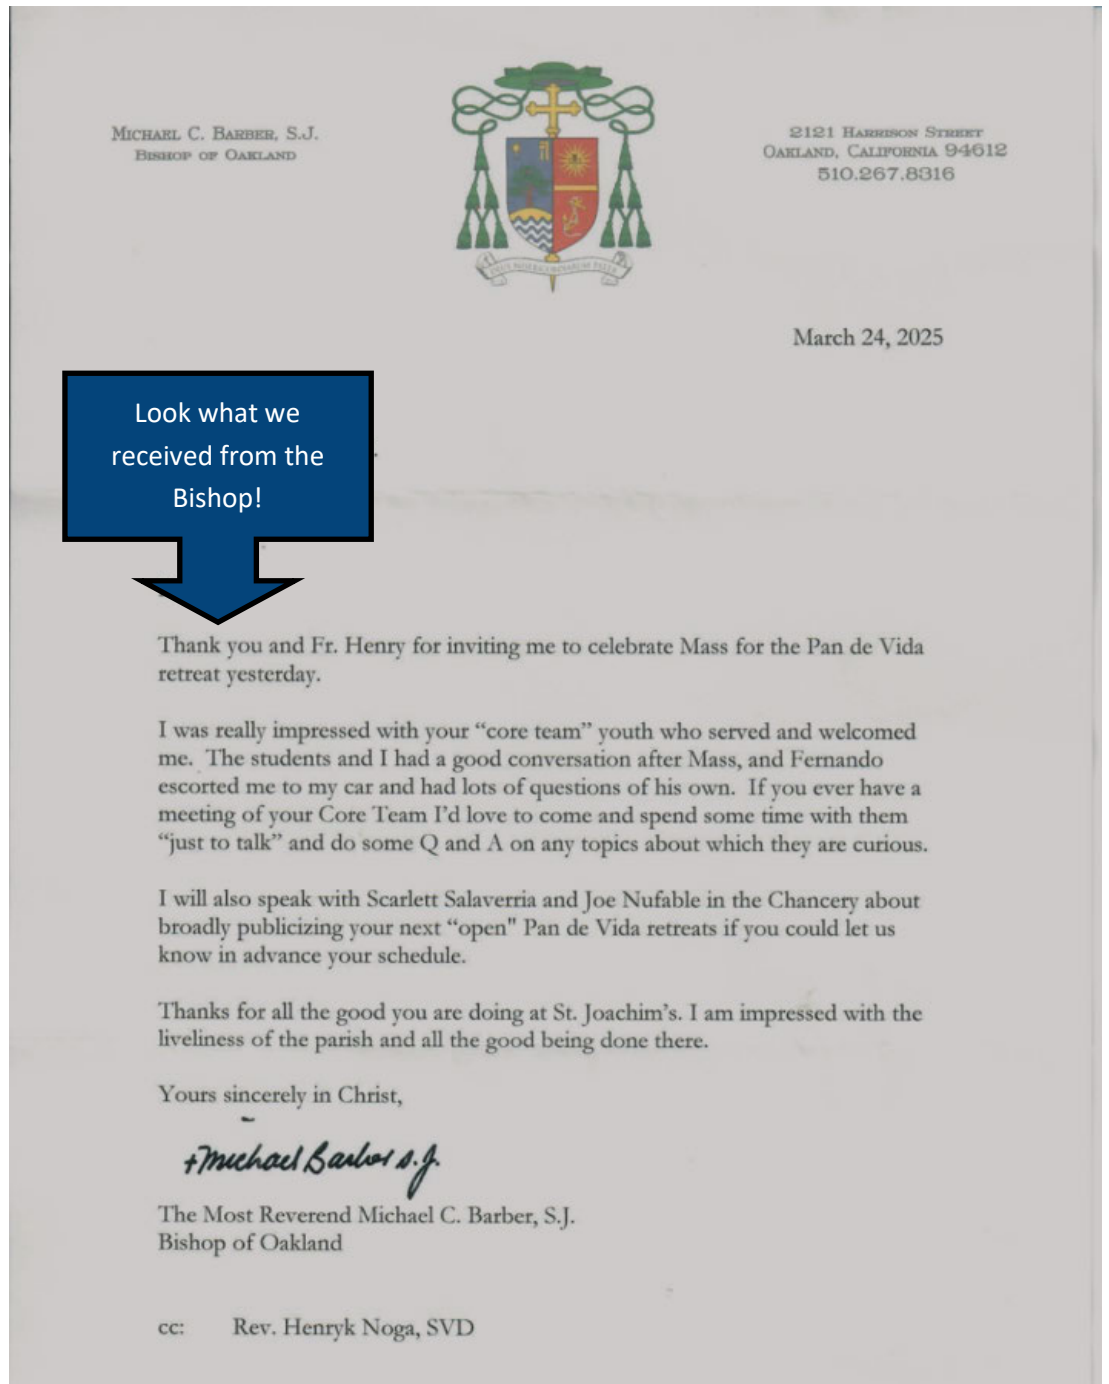 MICHAEL C. BARBER, S.J.
BISHOP OF OAKLAND
2121 HARRISON STREET
OAKLAND, CALIFORNIA 94612
510.267.8316
DEUS MISERICORDIARUM PATER
March 24, 2025
Look what we
received from the
Bishop!
Thank you and Fr. Henry for inviting me to celebrate Mass for the Pan de Vida
retreat yesterday.
I was really impressed with your “core team” youth who served and welcomed
me.  The students and I had a good conversation after Mass, and Fernando
escorted me to my car and had lots of questions of his own.  If you ever have a
meeting of your Core Team I’d love to come and spend some time with them
“just to talk” and do some Q and A on any topics about which they are curious.
I will also speak with Scarlett Salaverria and Joe Nufable in the Chancery about
broadly publicizing your next “open" Pan de Vida retreats if you could let us
know in advance your schedule.
Thanks for all the good you are doing at St. Joachim’s. I am impressed with the
liveliness of the parish and all the good being done there.
Yours sincerely in Christ,
+Michael Barber s.j.
The Most Reverend Michael C. Barber, S.J.
Bishop of Oakland
cc: Rev. Henryk Noga, SVD